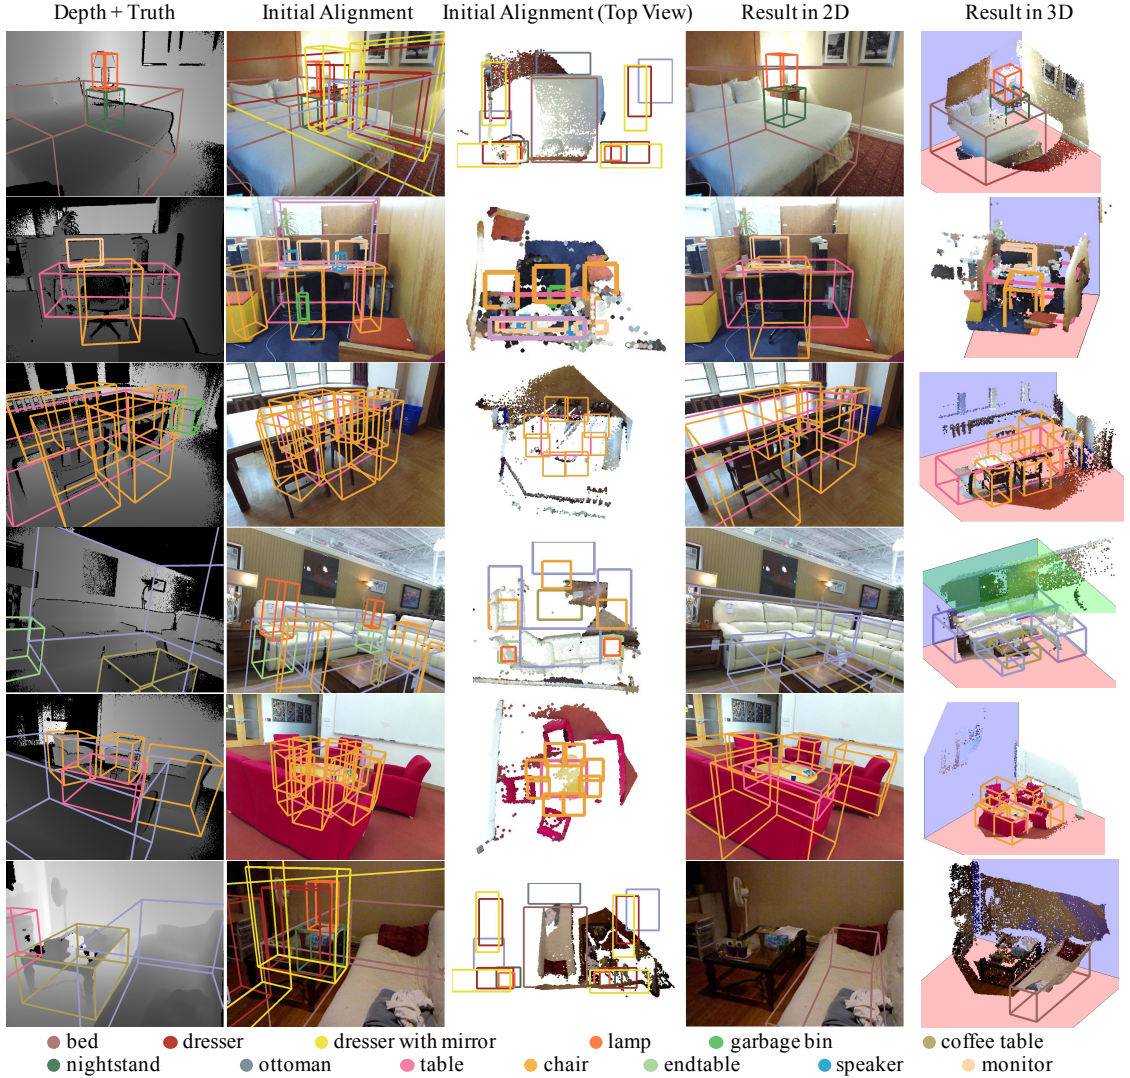 Depth + Truth Initial Alignment Initial Alignment (Top View) Result in 2D Result in 3D
bed dresser dresser with mirror lamp garbage bin coffee table
nightstand ottoman table chair endtable speaker monitor